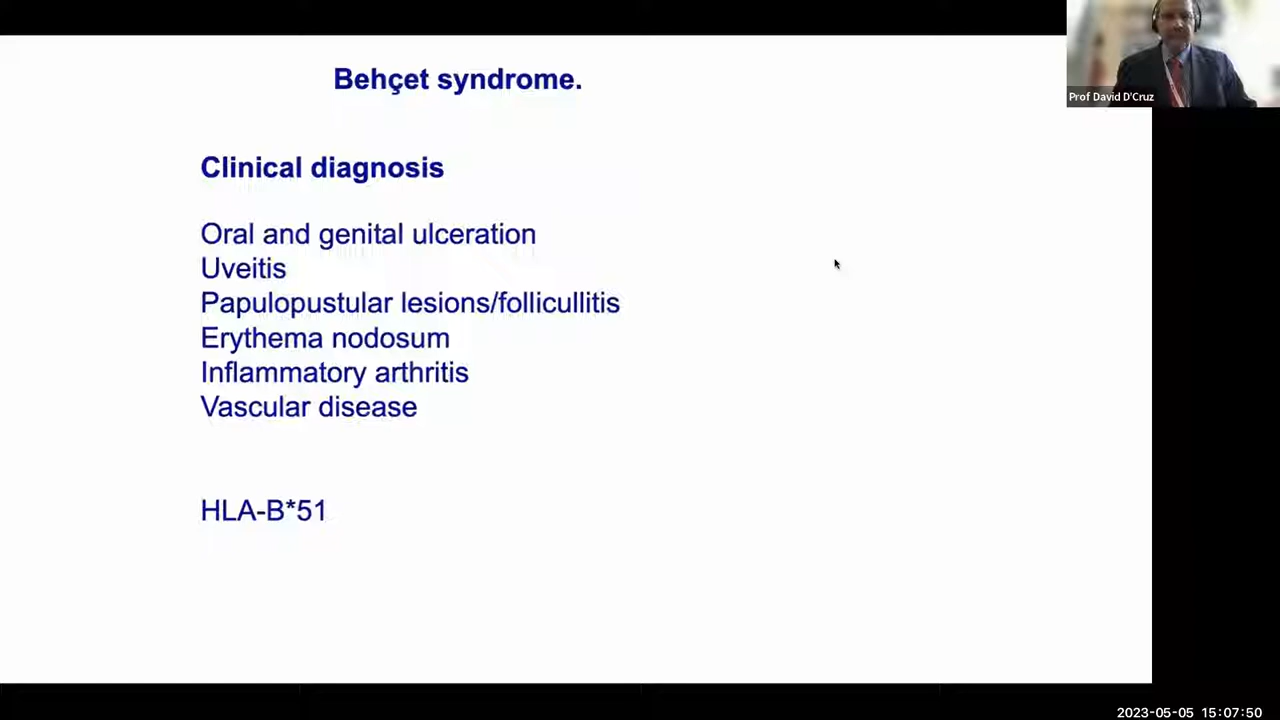 Behçet syndrome.
Prof David D'Cruz
Clinical diagnosis
Oral and genital ulceration
Uveitis
Papulopustular lesions/follicullitis
Erythema nodosum
Inflammatory arthritis
Vascular disease
HLA-B*51
2023-05-05 15:07:50